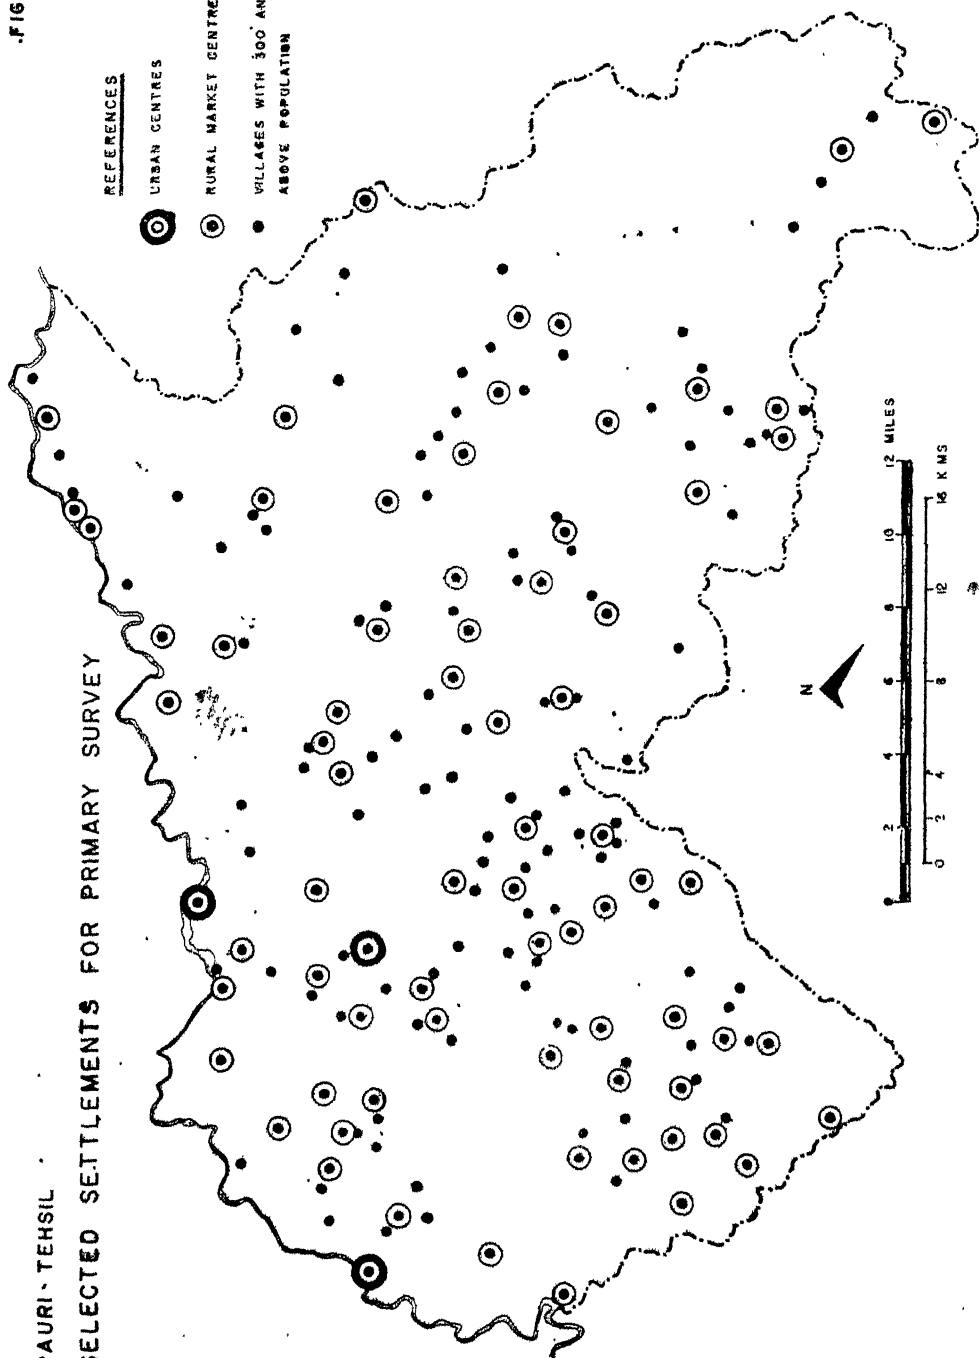 .FIG
PAURI - TEHSIL
SELECTED SETTLEMENTS FOR PRIMARY SURVEY
REFERENCES
URBAN CENTRES
RURAL MARKET CENTRE
VILLAGES WITH 300 AN
ABOVE POPULATION
N
0 2 4 6 8 10 12 MILES
0 2 4 8 12 16 KMS